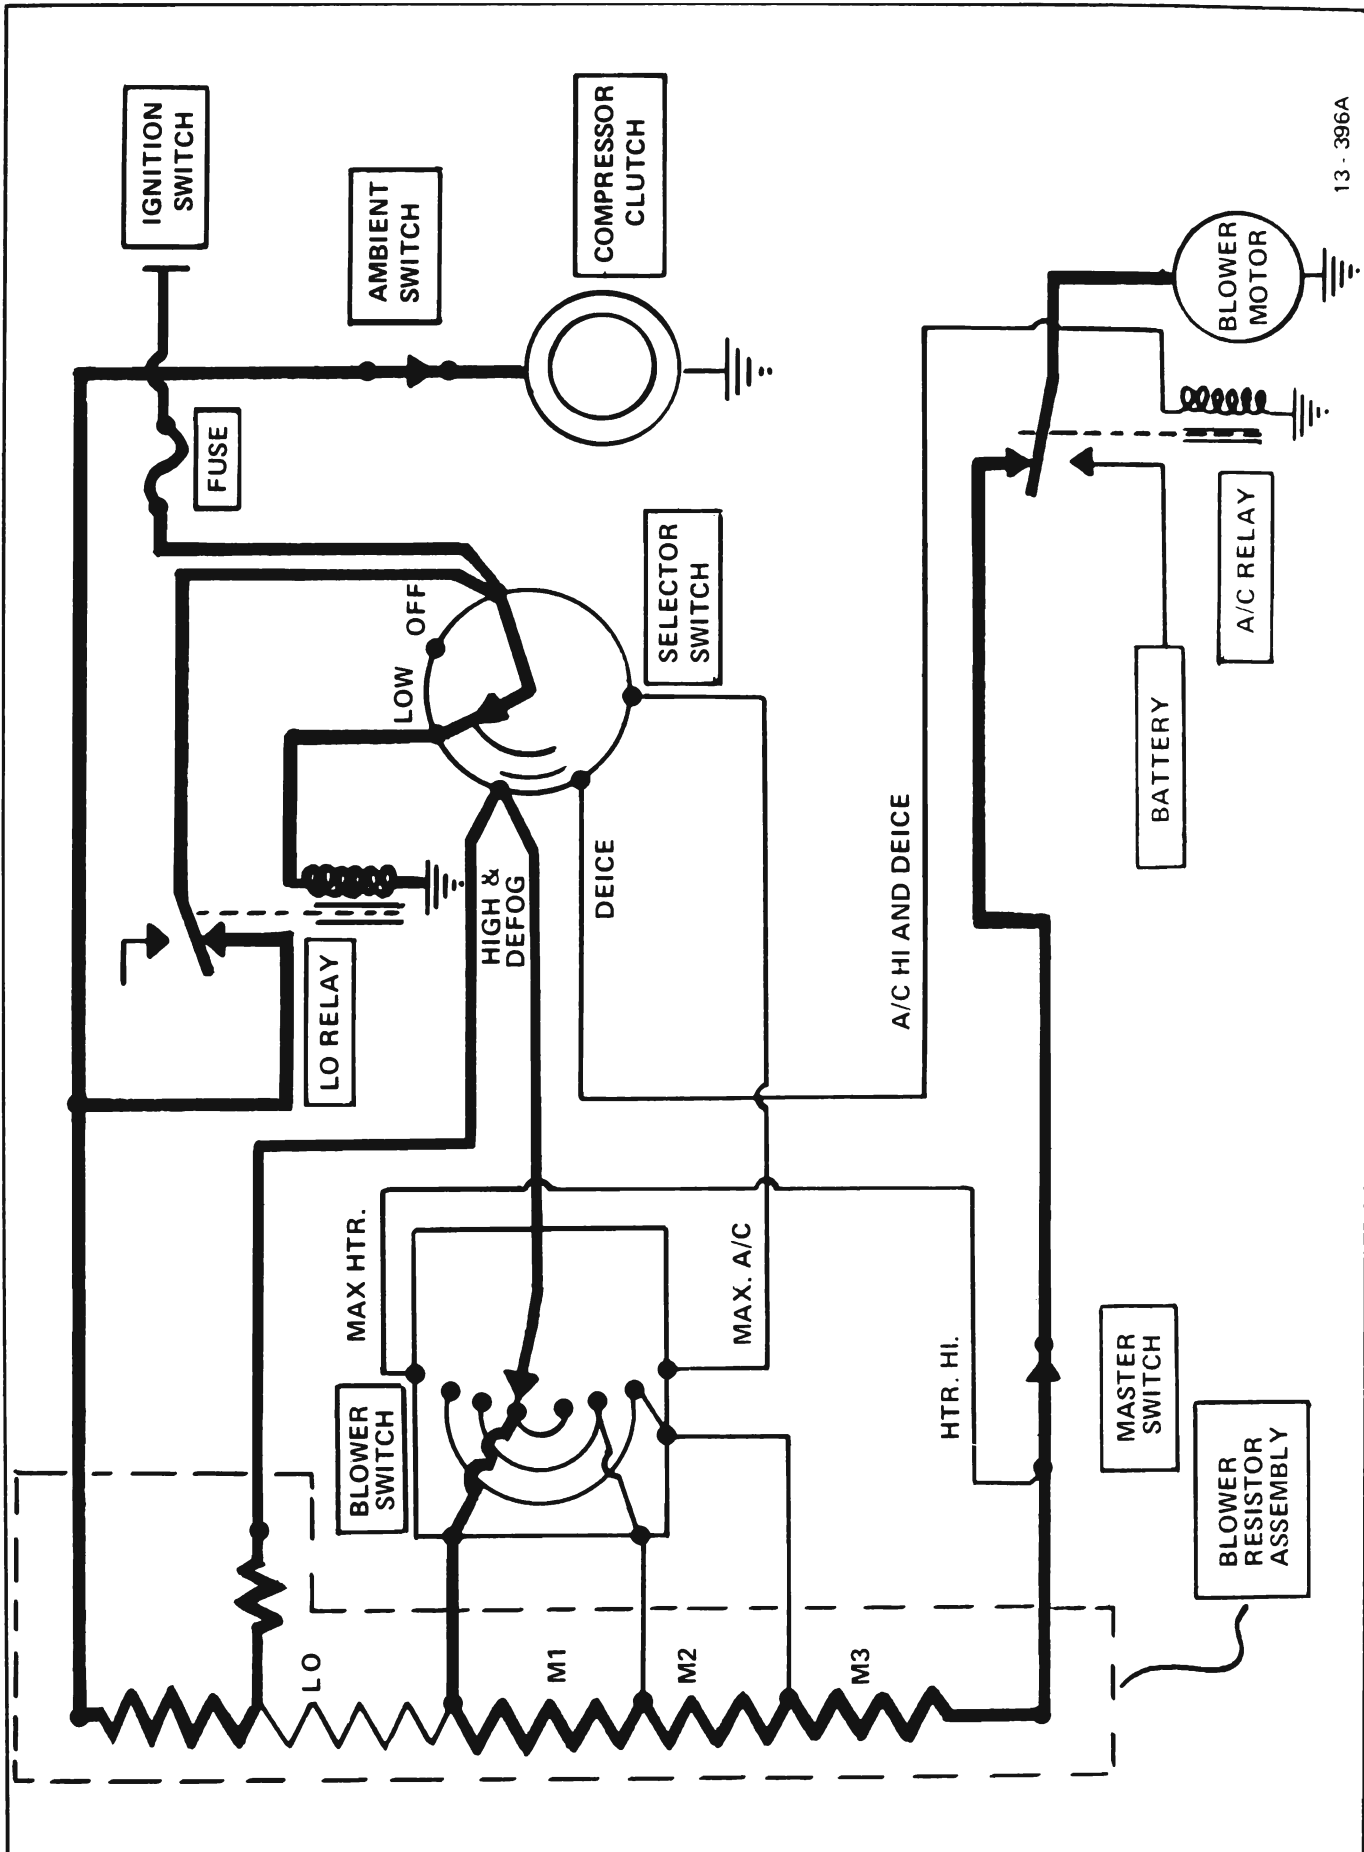 IGNITION
SWITCH
AMBIENT
SWITCH
COMPRESSOR
CLUTCH
13 - 396A
BLOWER
MOTOR
FUSE
OFF
LOW
SELECTOR
SWITCH
A/C RELAY
BATTERY
LO RELAY
HIGH &
DEFOG
DEICE
A/C HI AND DEICE
MAX HTR.
MAX. A/C
HTR. HI.
MASTER
SWITCH
BLOWER
SWITCH
BLOWER
RESISTOR
ASSEMBLY
LO
M1
M2
M3